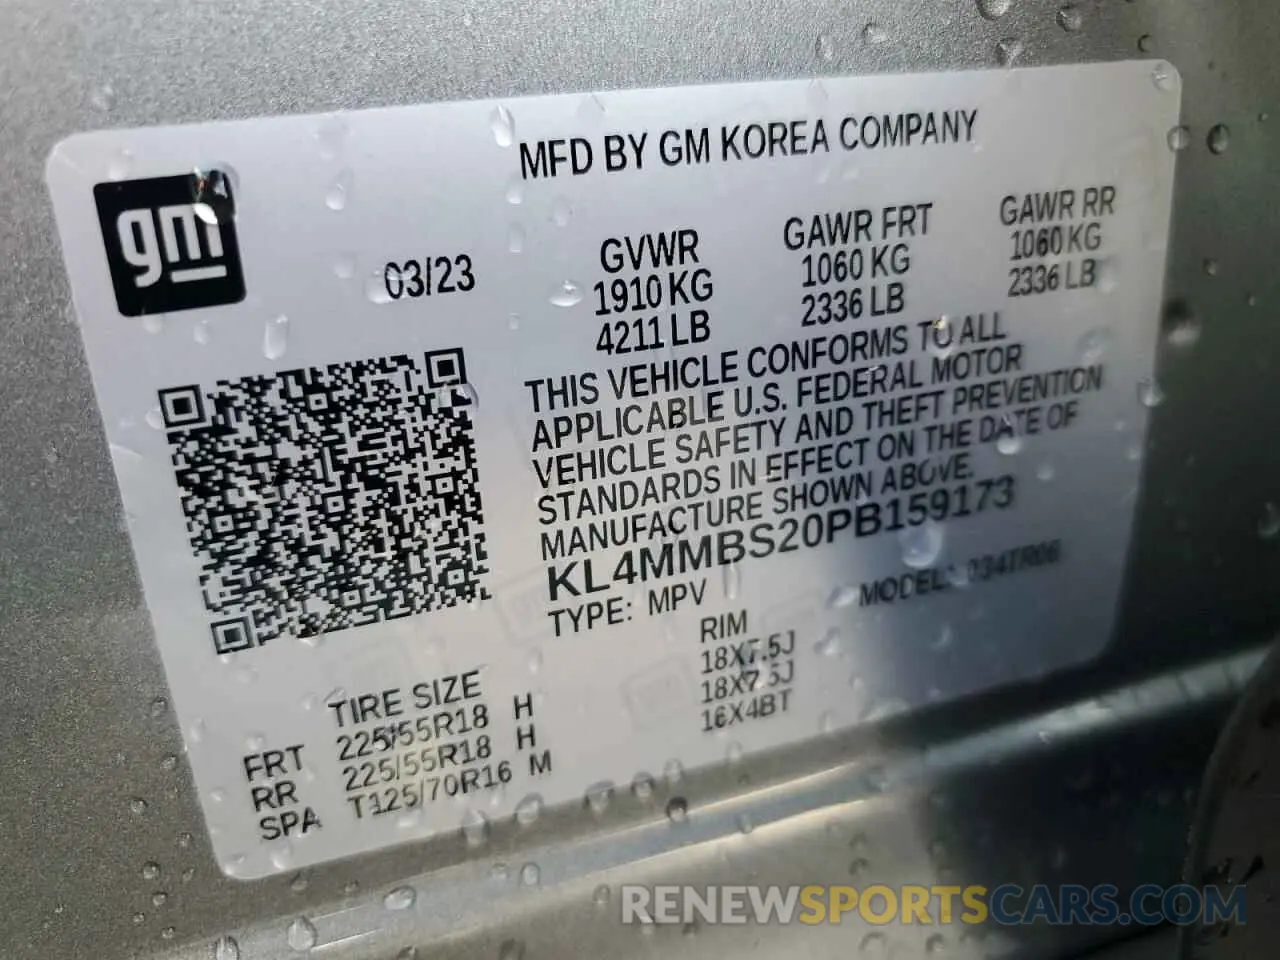 MFD BY GM KOREA COMPANY
gm
03/23
GVWR GAWR FRT GAWR RR
1910 KG 1060 KG 1060 KG
4211 LB 2336 LB 2336 LB
THIS VEHICLE CONFORMS TO ALL
APPLICABLE U.S. FEDERAL MOTOR
VEHICLE SAFETY AND THEFT PREVENTION
STANDARDS IN EFFECT ON THE DATE OF
MANUFACTURE SHOWN ABOVE.
KL4MMBS20PB159173
TYPE: MPV MODEL:
TIRE SIZE RIM
FRT 225/55R18 H 18X7.5J
RR 225/55R18 H 18X7.5J
SPA T125/70R16 M 16X4BT
RENEWSPORTSCARS.COM